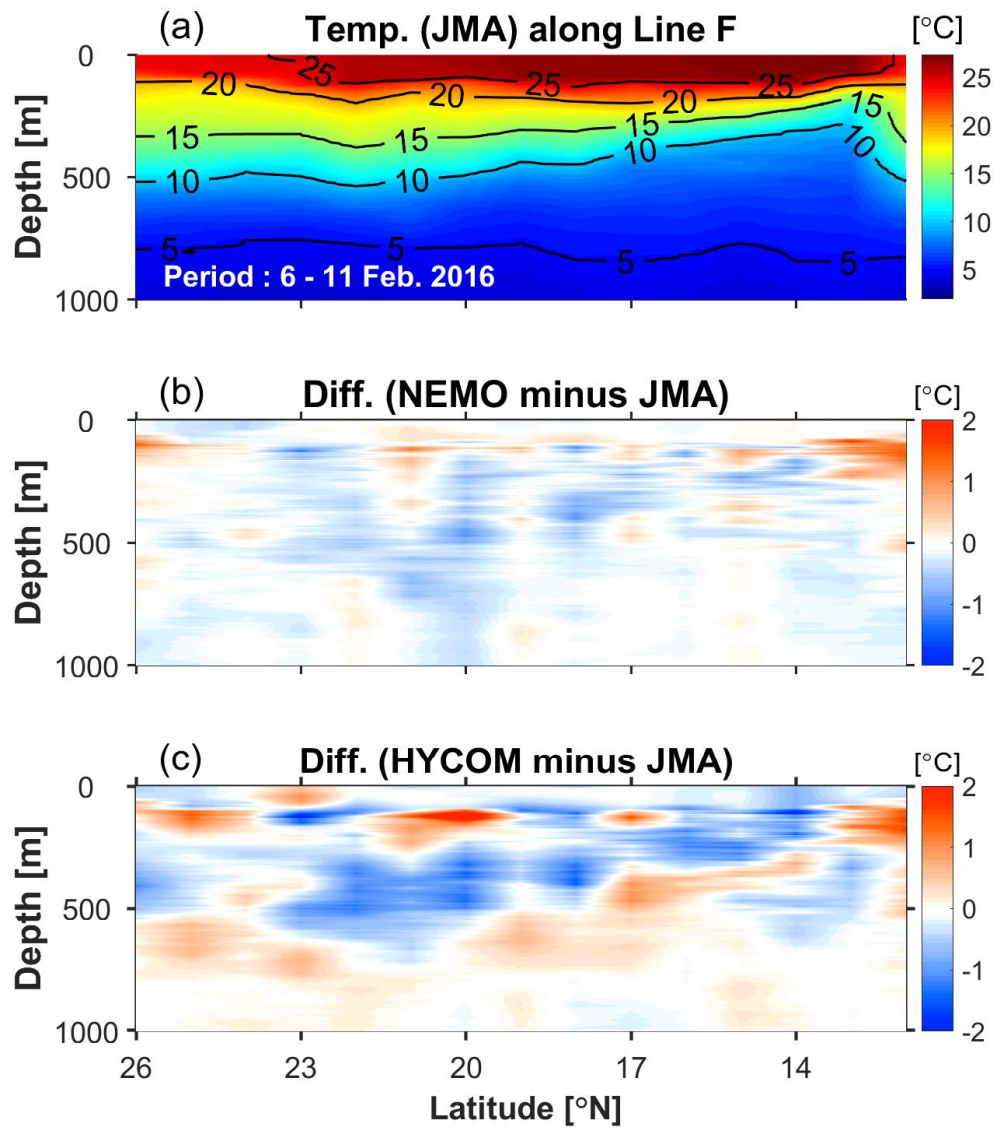 (a) Temp. (JMA) along Line F [°C]
0
500
1000
Depth [m]
25 25 25
20 20 20
15 15 15 15
10 10 10 10
5 5 5 5
Period : 6 - 11 Feb. 2016
25
20
15
10
5
(b) Diff. (NEMO minus JMA) [°C]
0
500
1000
Depth [m]
2
1
0
-1
-2
(c) Diff. (HYCOM minus JMA) [°C]
0
500
1000
Depth [m]
2
1
0
-1
-2
26 23 20 17 14
Latitude [°N]